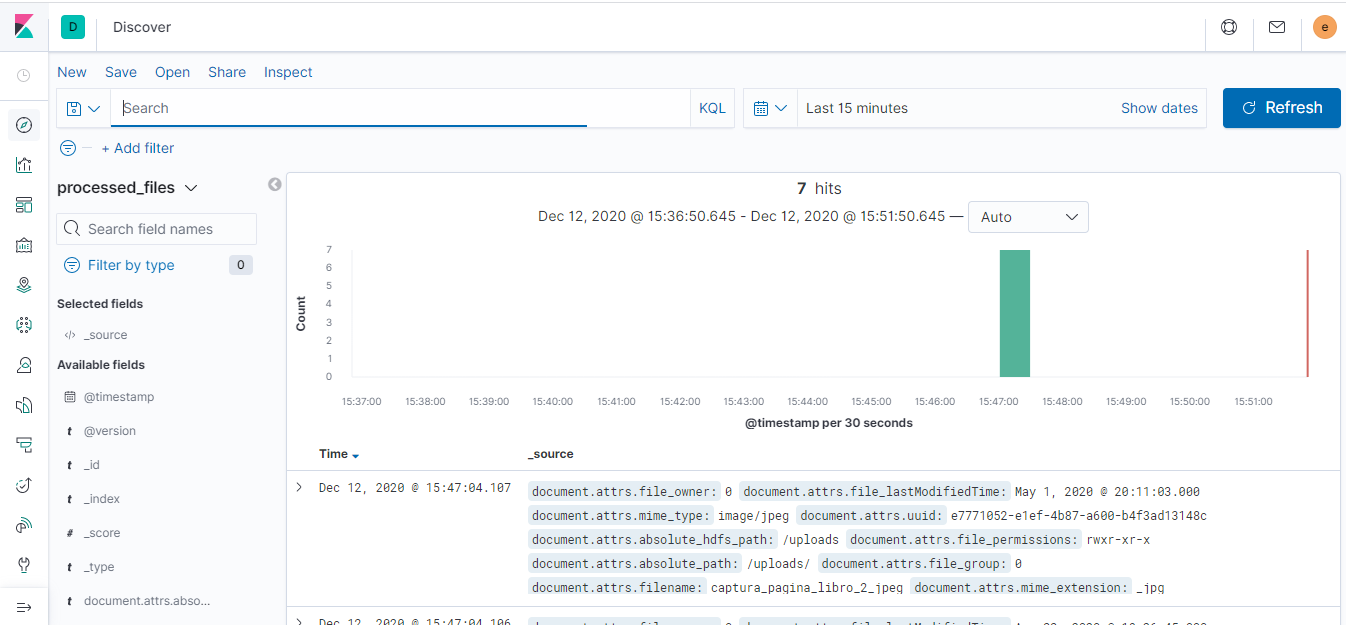 D Discover e
New Save Open Share Inspect
Search KQL Last 15 minutes Show dates Refresh
+ Add filter
processed_files
Search field names
Filter by type 0
Selected fields
_source
Available fields
@timestamp
t @version
t _id
t _index
# _score
t _type
t document.attrs.abso...
7 hits
Dec 12, 2020 @ 15:36:50.645 - Dec 12, 2020 @ 15:51:50.645 — Auto
Count
7
6
5
4
3
2
1
0
15:37:00 15:38:00 15:39:00 15:40:00 15:41:00 15:42:00 15:43:00 15:44:00 15:45:00 15:46:00 15:47:00 15:48:00 15:49:00 15:50:00 15:51:00
@timestamp per 30 seconds
Time _source
Dec 12, 2020 @ 15:47:04.107 document.attrs.file_owner: 0 document.attrs.file_lastModifiedTime: May 1, 2020 @ 20:11:03.000
document.attrs.mime_type: image/jpeg document.attrs.uuid: e7771052-e1ef-4b87-a600-b4f3ad13148c
document.attrs.absolute_hdfs_path: /uploads document.attrs.file_permissions: rwxr-xr-x
document.attrs.absolute_path: /uploads/ document.attrs.file_group: 0
document.attrs.filename: captura_pagina_libro_2_jpeg document.attrs.mime_extension: _jpg
Dec 12, 2020 @ 15:47:04.106